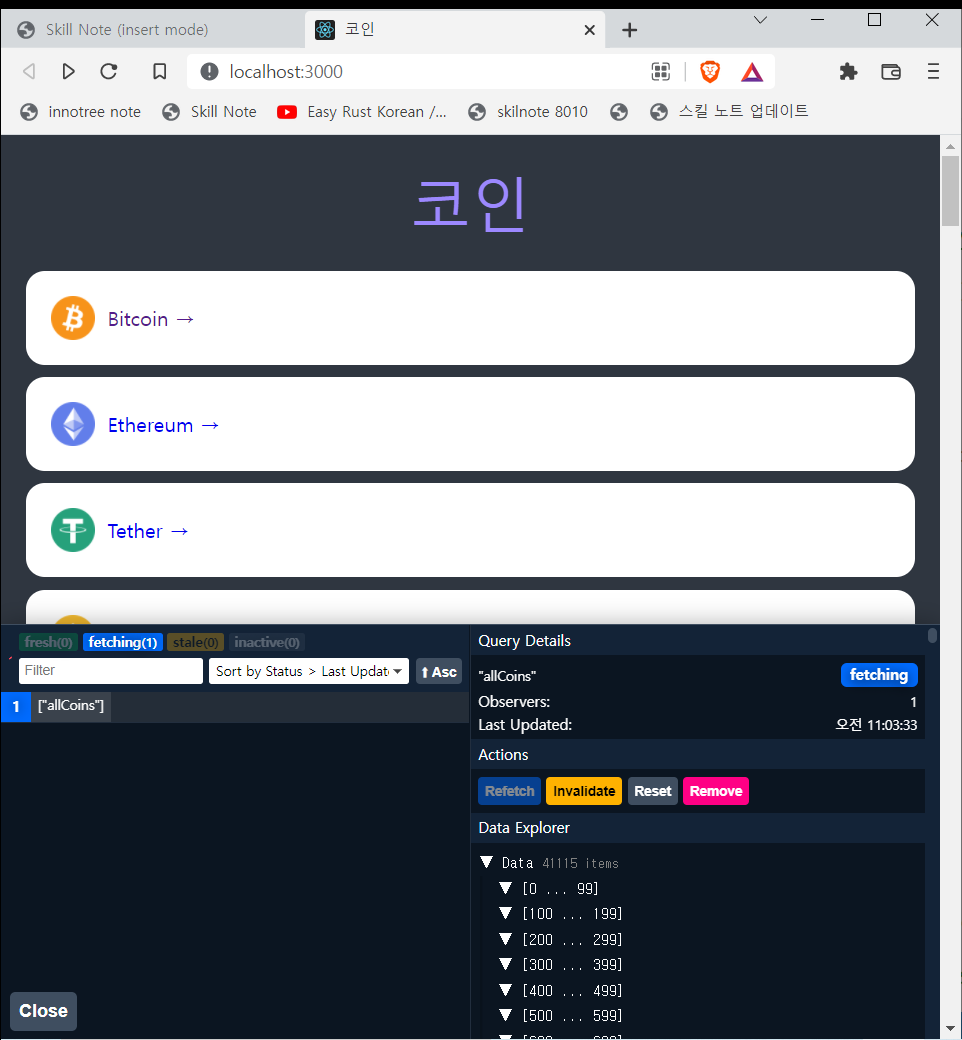 Skill Note (insert mode)
코인
localhost:3000
innotree note
Skill Note
Easy Rust Korean /...
skilnote 8010
스킬 노트 업데이트
코인
Bitcoin →
Ethereum →
Tether →
fresh(0) fetching(1) stale(0) inactive(0)
Filter
Sort by Status > Last Updat
⬆ Asc
1 ["allCoins"]
Close
Query Details
"allCoins" fetching
Observers: 1
Last Updated: 오전 11:03:33
Actions
Refetch Invalidate Reset Remove
Data Explorer
▼ Data 41115 items
▼ [0 ... 99]
▼ [100 ... 199]
▼ [200 ... 299]
▼ [300 ... 399]
▼ [400 ... 499]
▼ [500 ... 599]